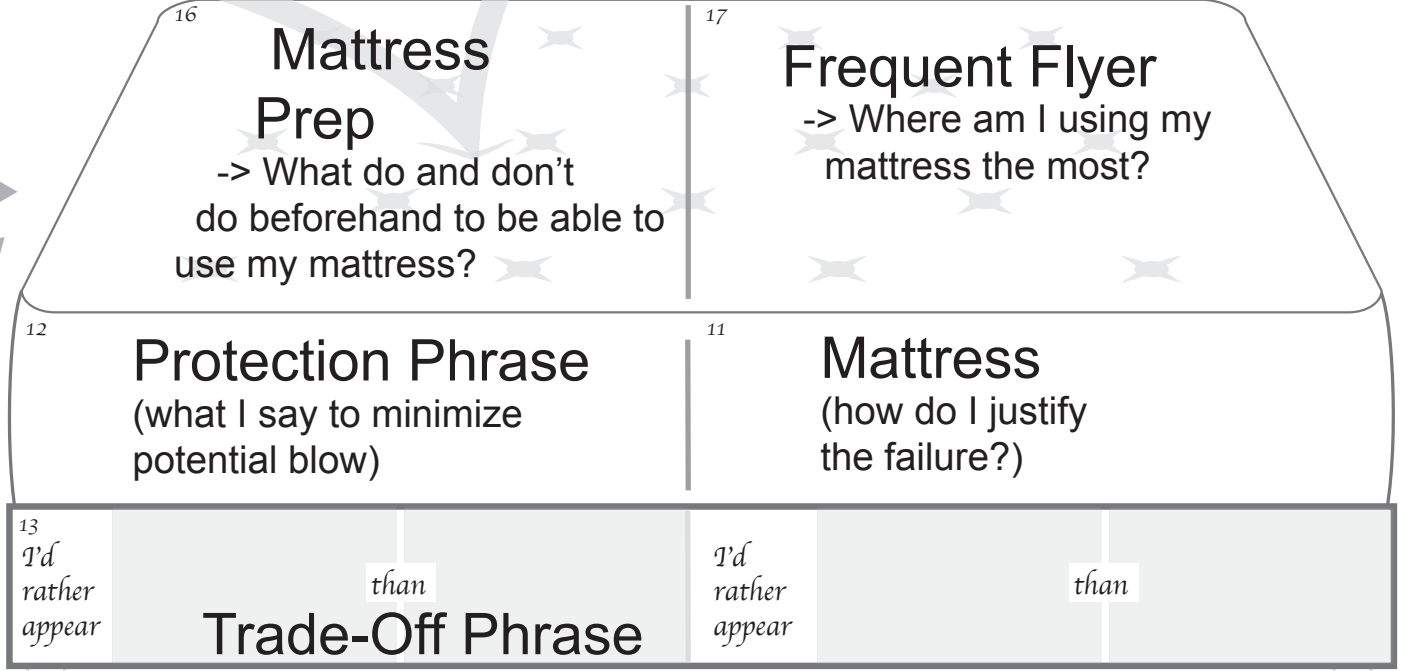 16
Mattress
Prep
-> What do and don't
do beforehand to be able to
use my mattress?
17
Frequent Flyer
-> Where am I using my
mattress the most?
12
Protection Phrase
(what I say to minimize
potential blow)
11
Mattress
(how do I justify
the failure?)
13
I'd
rather
appear
than
Trade-Off Phrase
I'd
rather
appear
than